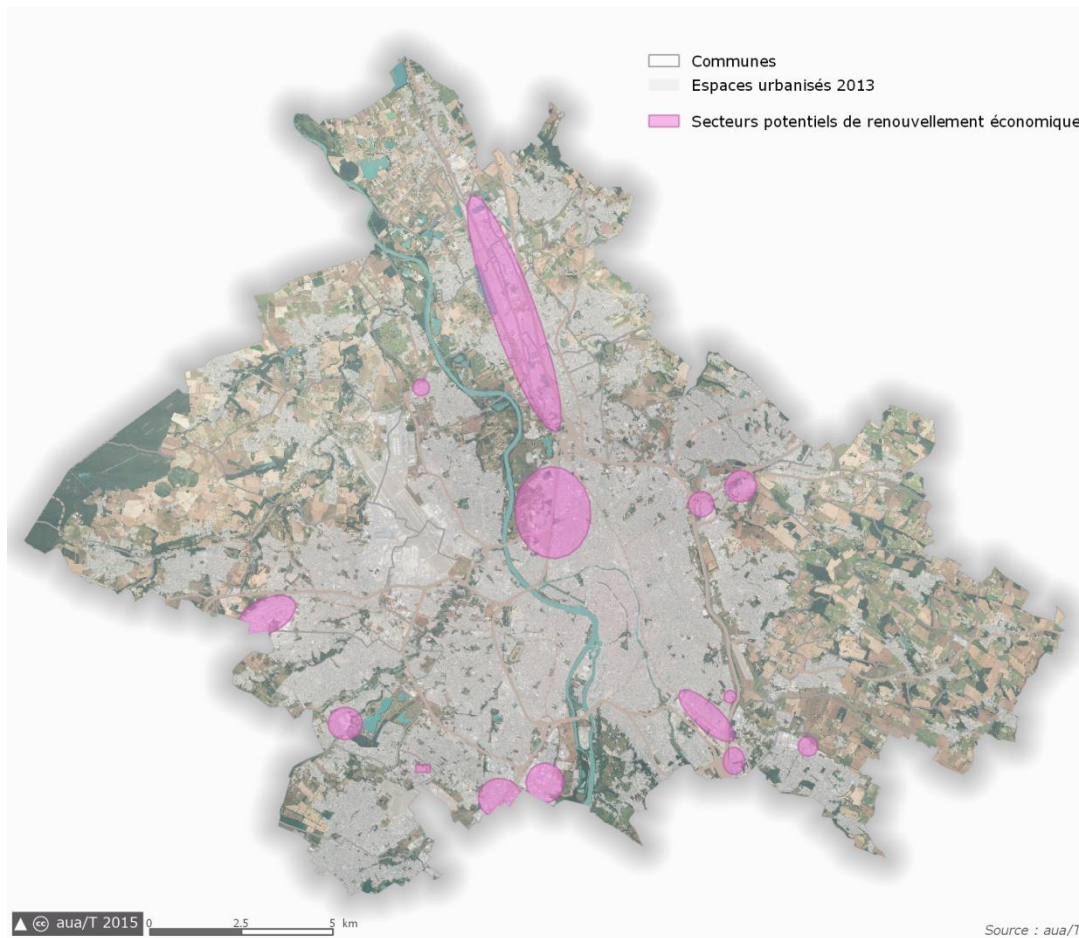 Communes
Espaces urbanisés 2013
Secteurs potentiels de renouvellement économique
aua/T 2015
0 2.5 5 km
Source : aua/T